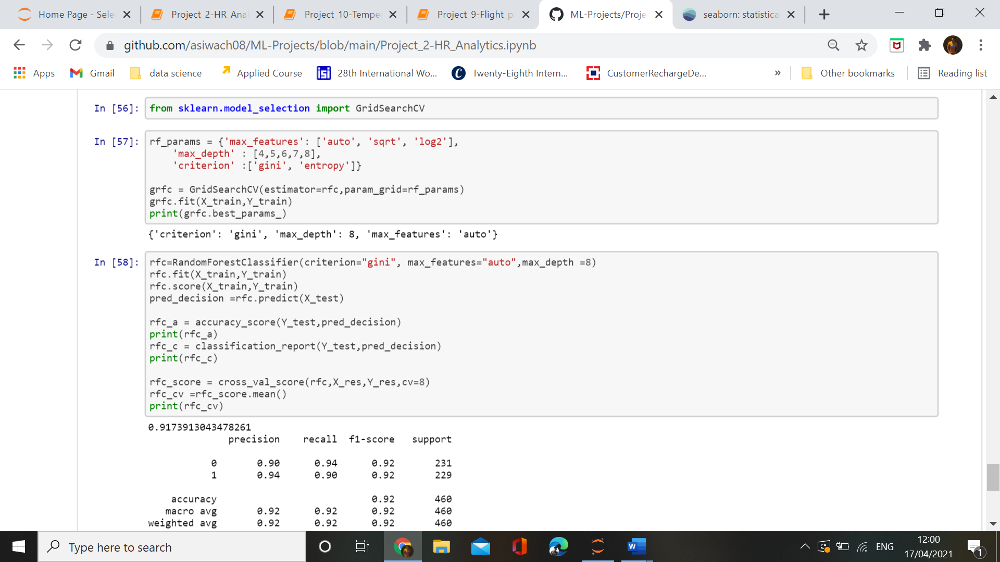 Home Page - Sele
Project_2-HR_Anal
Project_10-Tempe
Project_9-Flight_p
ML-Projects/Proje
seaborn: statistica
github.com/asiwach08/ML-Projects/blob/main/Project_2-HR_Analytics.ipynb
Apps
Gmail
data science
Applied Course
28th International Wo...
Twenty-Eighth Intern...
CustomerRechargeDe...
»
Other bookmarks
Reading list
In [56]: from sklearn.model_selection import GridSearchCV
In [57]: rf_params = {'max_features': ['auto', 'sqrt', 'log2'],
'max_depth' : [4,5,6,7,8],
'criterion' :['gini', 'entropy']}
grfc = GridSearchCV(estimator=rfc,param_grid=rf_params)
grfc.fit(X_train,Y_train)
print(grfc.best_params_)
{'criterion': 'gini', 'max_depth': 8, 'max_features': 'auto'}
In [58]: rfc=RandomForestClassifier(criterion="gini", max_features="auto",max_depth =8)
rfc.fit(X_train,Y_train)
rfc.score(X_train,Y_train)
pred_decision =rfc.predict(X_test)
rfc_a = accuracy_score(Y_test,pred_decision)
print(rfc_a)
rfc_c = classification_report(Y_test,pred_decision)
print(rfc_c)
rfc_score = cross_val_score(rfc,X_res,Y_res,cv=8)
rfc_cv =rfc_score.mean()
print(rfc_cv)
0.9173913043478261
precision recall f1-score support
0 0.90 0.94 0.92 231
1 0.94 0.90 0.92 229
accuracy 0.92 460
macro avg 0.92 0.92 0.92 460
weighted avg 0.92 0.92 0.92 460
Type here to search
ENG
12:00
17/04/2021
1